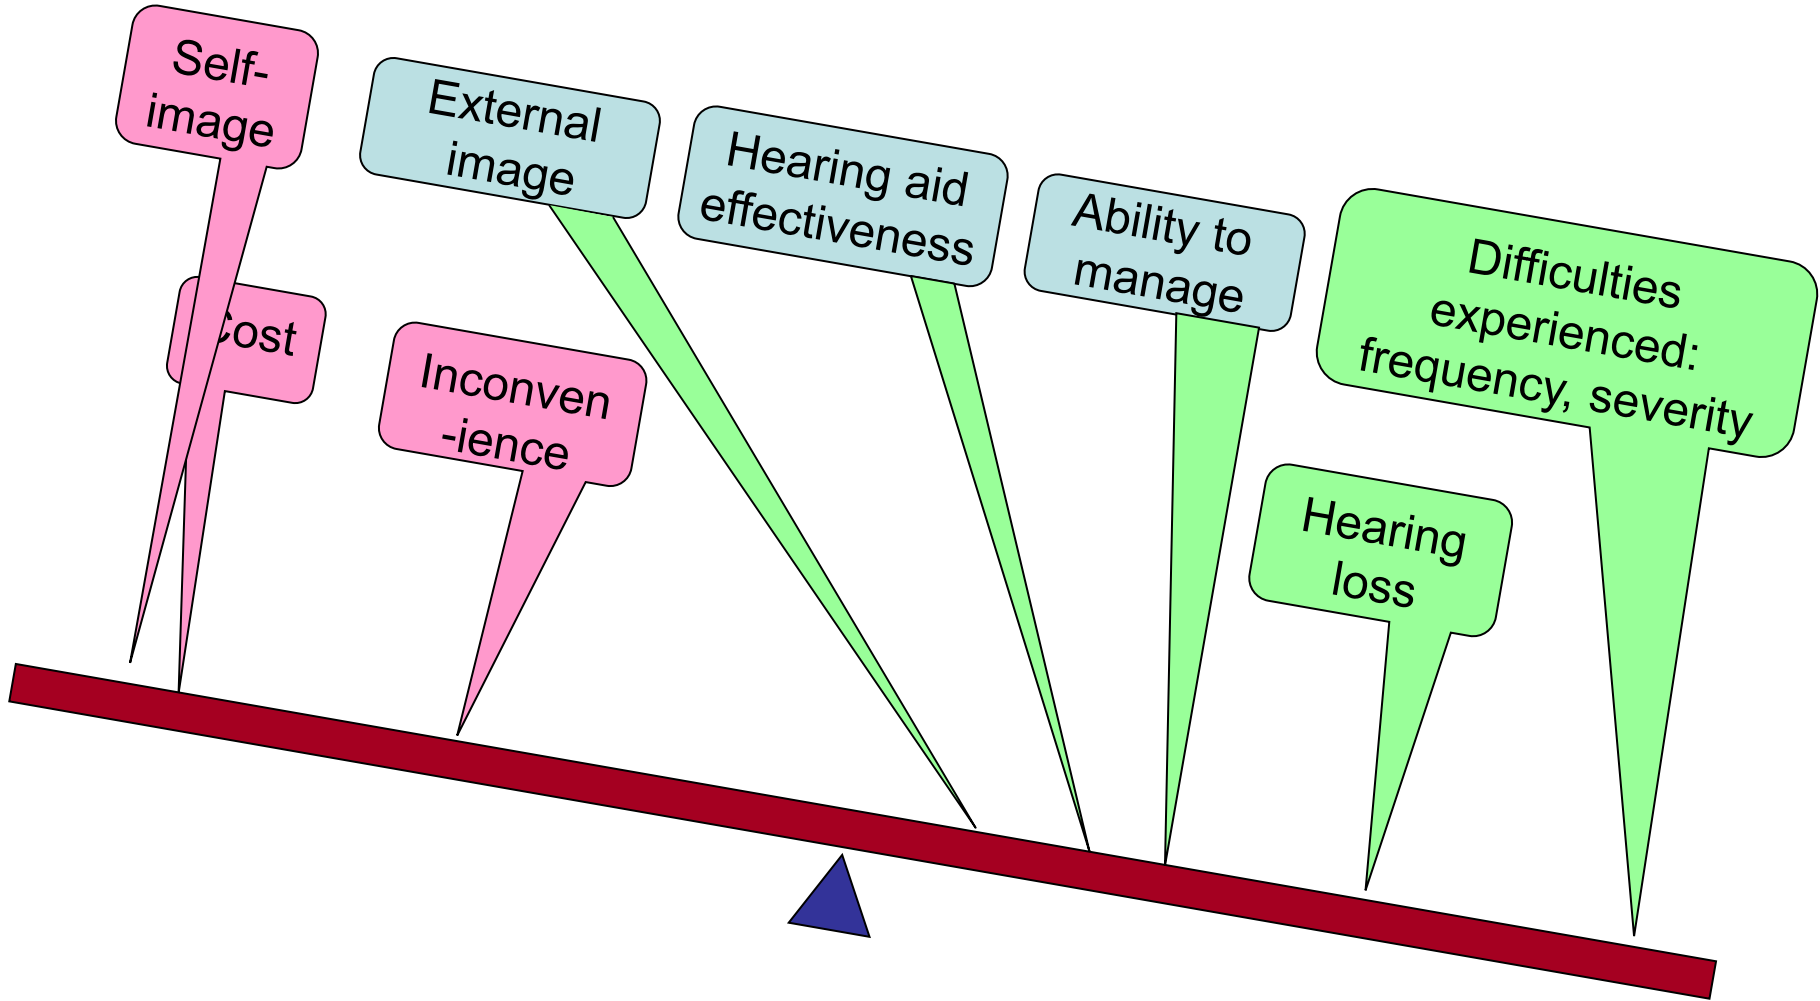 Self-
image
External
image
Hearing aid
effectiveness
Ability to
manage
Difficulties
experienced:
frequency, severity
Cost
Inconven
-ience
Hearing
loss